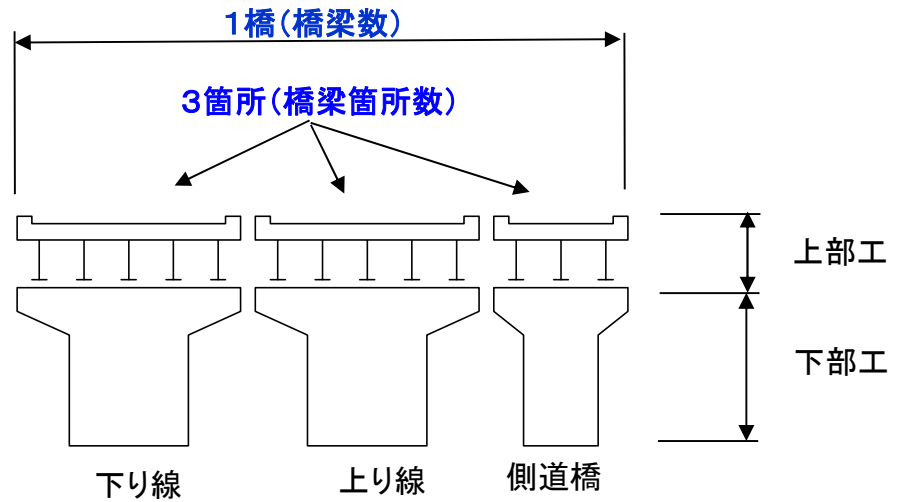 1橋(橋梁数)
3箇所(橋梁箇所数)
上部工
下部工
下り線
上り線
側道橋